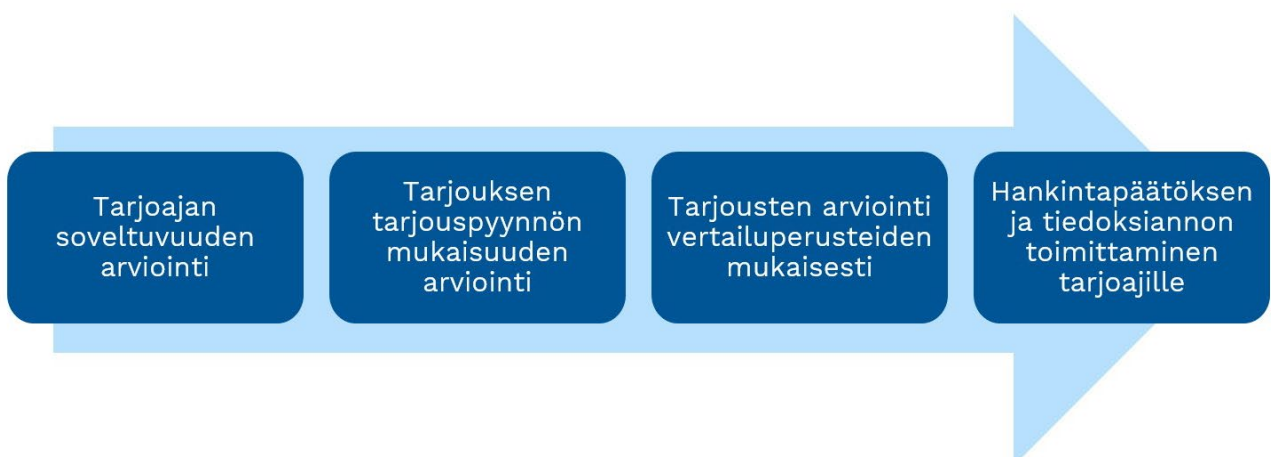 Tarjoajan
soveltuvuuden
arviointi
Tarjouksen
tarjouspyynnön
mukaisuuden
arviointi
Tarjousten arviointi
vertailuperusteiden
mukaisesti
Hankintapäätöksen
ja tiedoksiannon
toimittaminen
tarjoajille